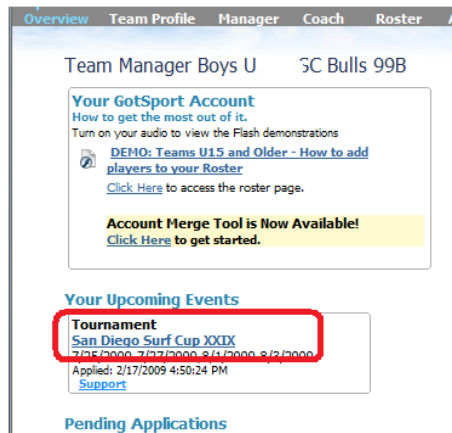 Overview Team Profile Manager Coach Roster
Team Manager Boys U GC Bulls 99B
Your GotSport Account
How to get the most out of it.
Turn on your audio to view the Flash demonstrations
DEMO: Teams U15 and Older - How to add
players to your Roster
Click Here to access the roster page.
Account Merge Tool is Now Available!
Click Here to get started.
Your Upcoming Events
Tournament
San Diego Surf Cup XXIX
7/25/2009-7/27/2009,8/1/2009-8/3/2009
Applied: 2/17/2009 4:50:24 PM
Support
Pending Applications